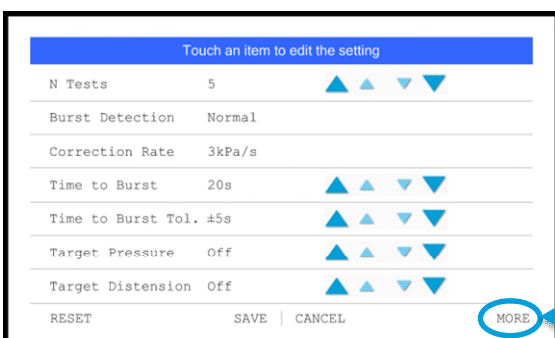 Touch an item to edit the setting
N Tests 5
Burst Detection Normal
Correction Rate 3kPa/s
Time to Burst 20s
Time to Burst Tol. ±5s
Target Pressure Off
Target Distension Off
RESET SAVE | CANCEL MORE